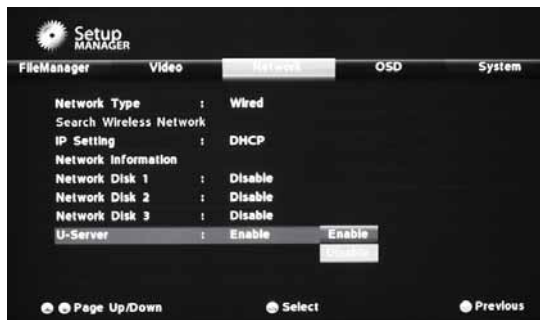 Setup
MANAGER
FileManager Video Network OSD System
Network Type : Wired
Search Wireless Network
IP Setting : DHCP
Network Information
Network Disk 1 : Disable
Network Disk 2 : Disable
Network Disk 3 : Disable
U-Server : Enable Enable
Page Up/Down Select Previous